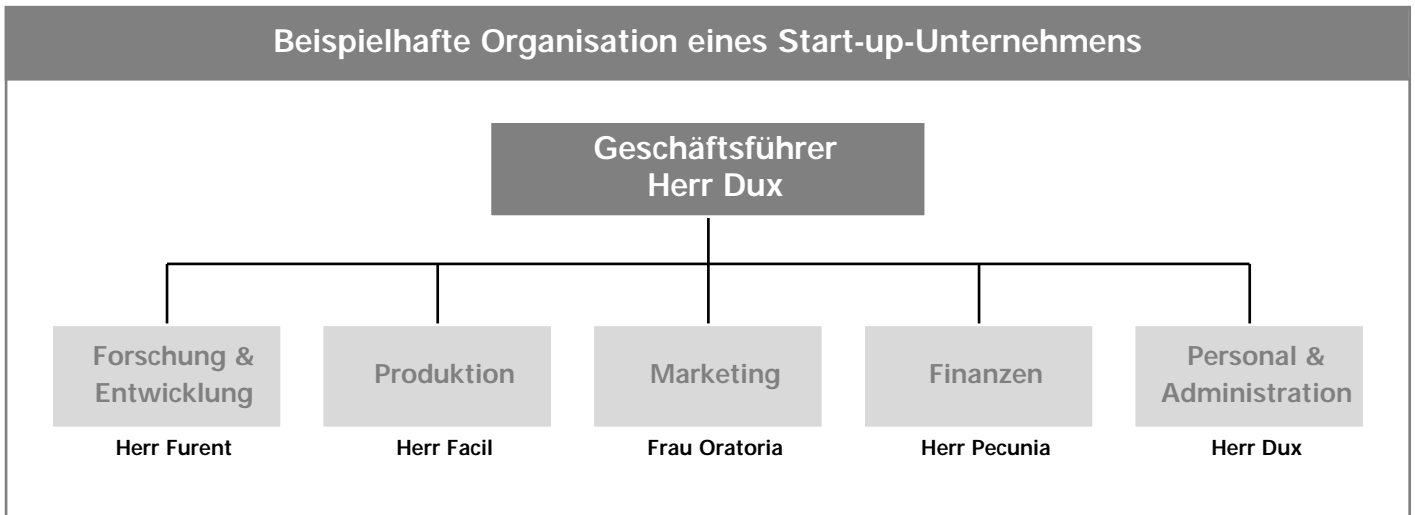 Beispielhafte Organisation eines Start-up-Unternehmens
Geschäftsführer
Herr Dux
Forschung &
Entwicklung
Produktion
Marketing
Finanzen
Personal &
Administration
Herr Furent
Herr Facil
Frau Oratoria
Herr Pecunia
Herr Dux